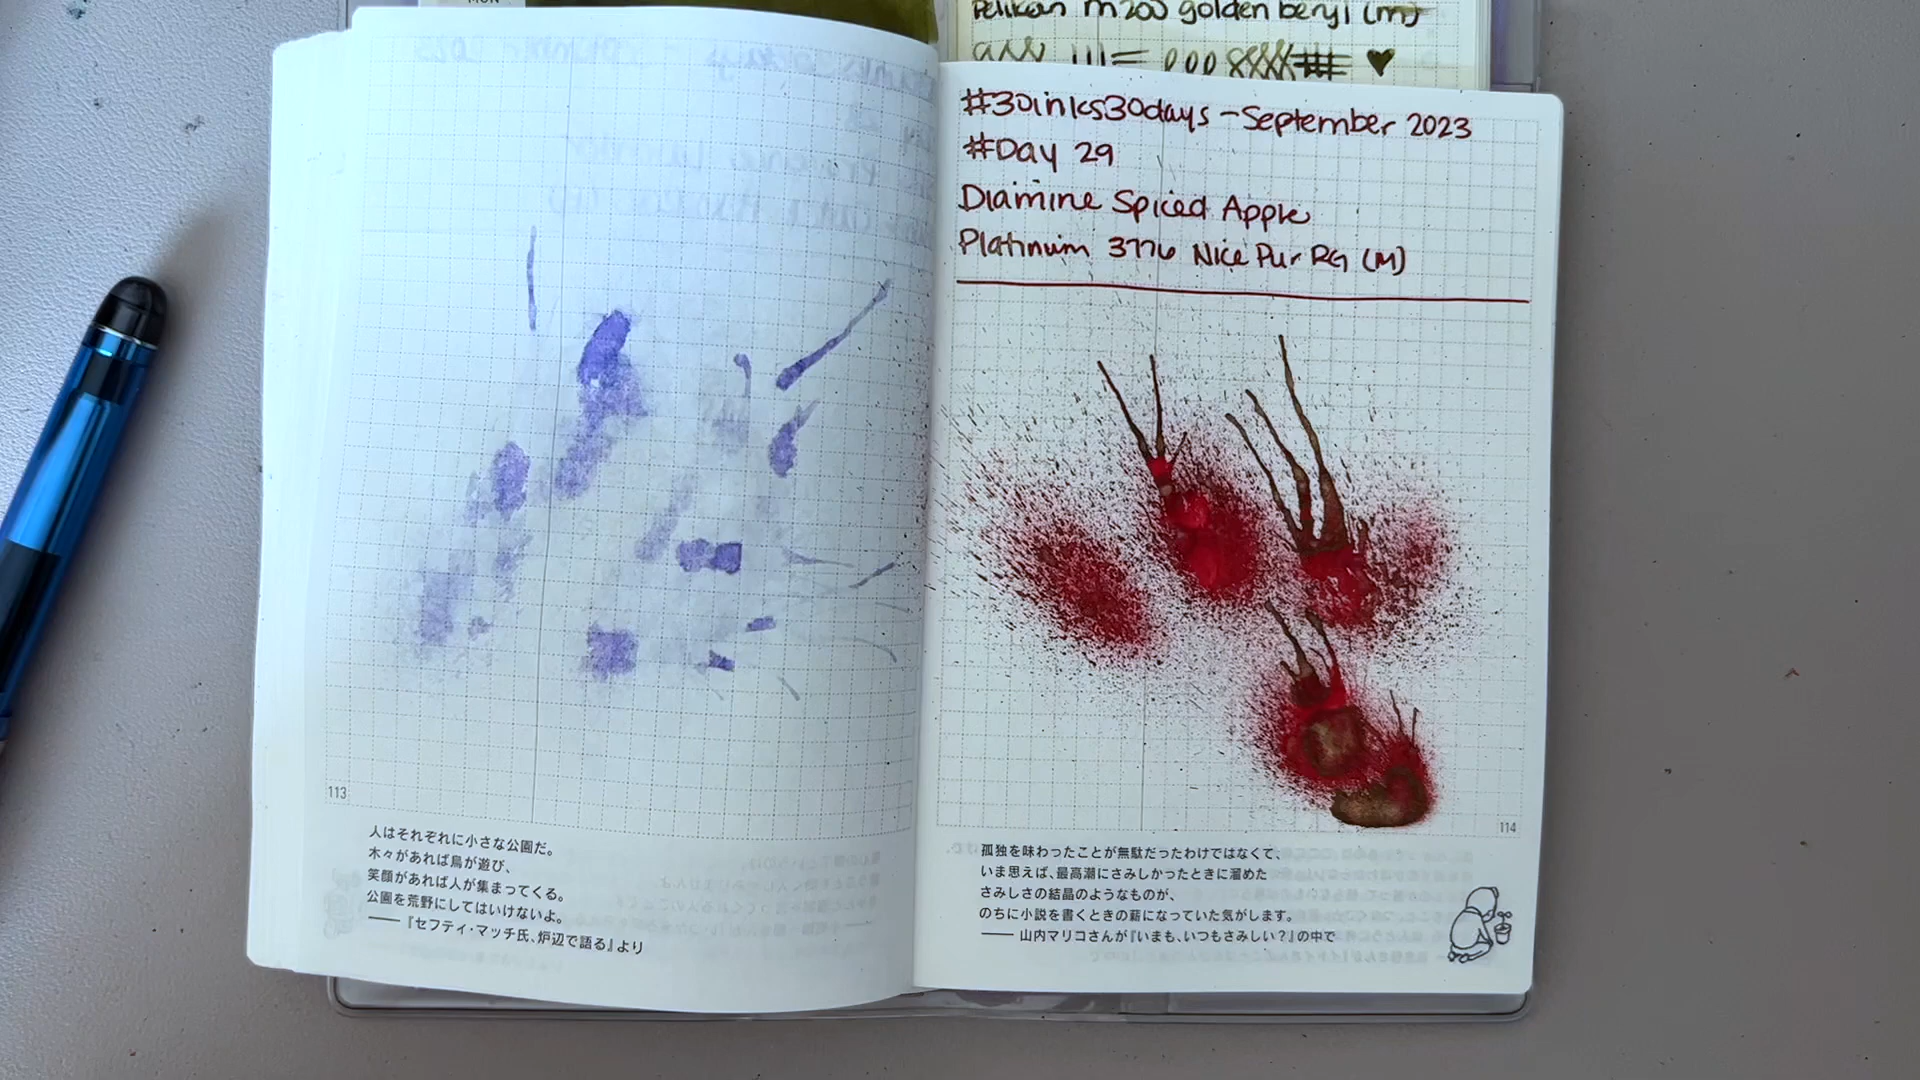 MON
Pelikan M200 golden beryl (m)
#30inks30days - September 2023
#Day 29
Diamine Spiced Apple
Platinum 3776 Nice Pur RG (M)
113
人はそれぞれに小さな公園だ。
木々があれば鳥が遊び、
笑顔があれば人が集まってくる。
公園を荒野にしてはいけないよ。
――『セフティ・マッチ氏、炉辺で語る』より
114
孤独を味わったことが無駄だったわけではなくて、
いま思えば、最高潮にさみしかったときに溜めた
さみしさの結晶のようなものが、
のちに小説を書くときの薪になっていた気がします。
―― 山内マリコさんが『いまも、いつもさみしい？』の中で